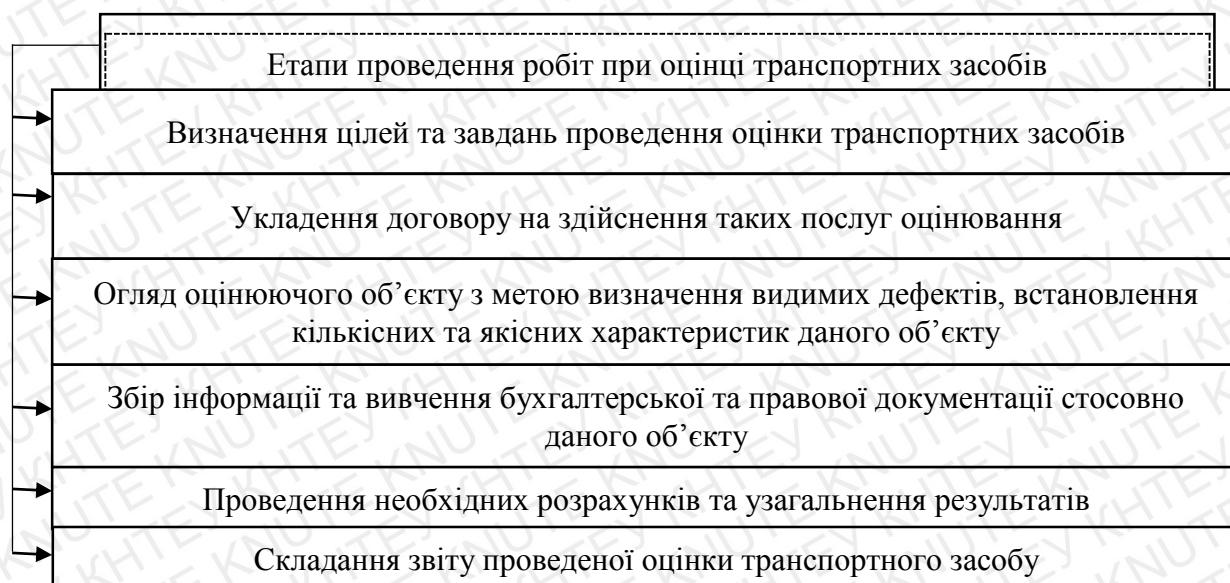 Етапи проведення робіт при оцінці транспортних засобів
Визначення цілей та завдань проведення оцінки транспортних засобів
Укладення договору на здійснення таких послуг оцінювання
Огляд оцінюючого об’єкту з метою визначення видимих дефектів, встановлення
кількісних та якісних характеристик даного об’єкту
Збір інформації та вивчення бухгалтерської та правової документації стосовно
даного об’єкту
Проведення необхідних розрахунків та узагальнення результатів
Складання звіту проведеної оцінки транспортного засобу